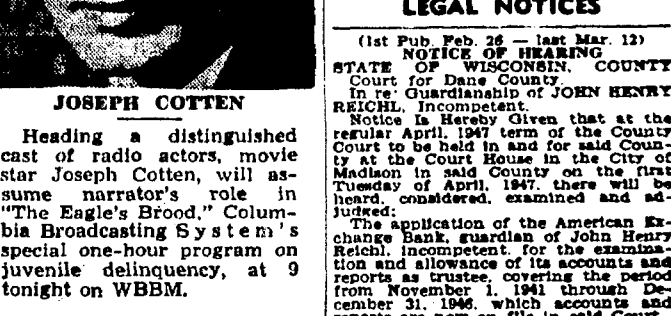 JOSEPH COTTEN
Heading a distinguished
cast of radio actors, movie
star Joseph Cotten, will as-
sume narrator's role in
"The Eagle's Brood," Colum-
bia Broadcasting System's
special one-hour program on
juvenile delinquency, at 9
tonight on WBBM.
LEGAL NOTICES
(1st Pub. Feb. 26 — last Mar. 12)
NOTICE OF HEARING
STATE OF WISCONSIN, COUNTY
Court for Dane County.
In re: Guardianship of JOHN HENRY
REICHL, Incompetent.
Notice Is Hereby Given that at the
regular April, 1947 term of the County
Court to be held in and for said Coun-
ty at the Court House in the City of
Madison in said County on the first
Tuesday of April, 1947, there will be
heard, considered, examined and ad-
judged:
The application of the American Ex-
change Bank, guardian of John Henry
Reichl, incompetent, for the examina-
tion and allowance of its accounts and
reports as trustee, covering the period
from November 1, 1941 through De-
cember 31, 1946, which accounts and
reports are now on file in said Court